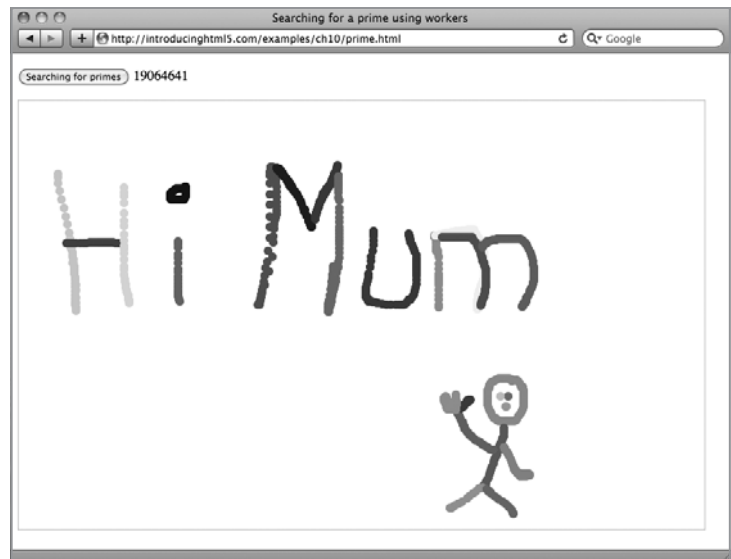 Searching for a prime using workers
http://introducinghtml5.com/examples/ch10/prime.html Google
Searching for primes 19064641
Hi Mum